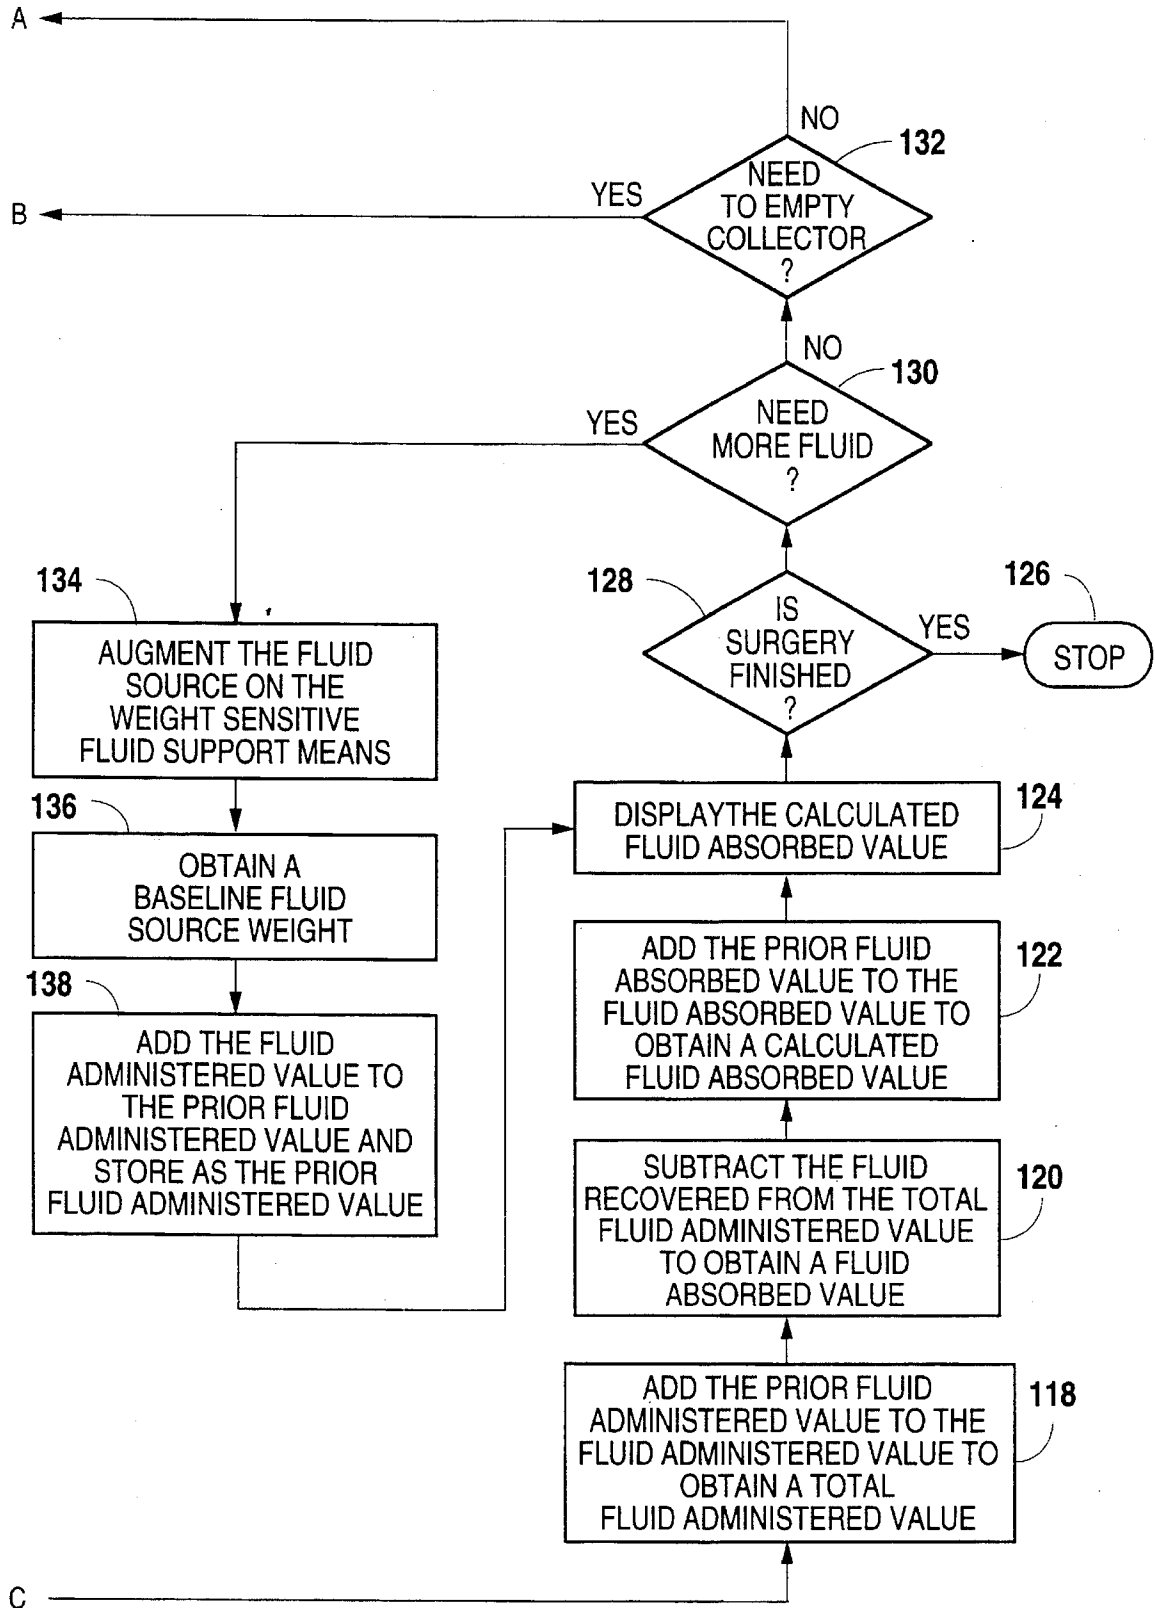 A
NO
132
NEED
TO EMPTY
COLLECTOR
?
YES
B
NO
130
NEED
MORE FLUID
?
YES
134
AUGMENT THE FLUID
SOURCE ON THE
WEIGHT SENSITIVE
FLUID SUPPORT MEANS
136
OBTAIN A
BASELINE FLUID
SOURCE WEIGHT
138
ADD THE FLUID
ADMINISTERED VALUE TO
THE PRIOR FLUID
ADMINISTERED VALUE AND
STORE AS THE PRIOR
FLUID ADMINISTERED VALUE
128
IS
SURGERY
FINISHED
?
YES
126
STOP
DISPLAYTHE CALCULATED
FLUID ABSORBED VALUE
124
ADD THE PRIOR FLUID
ABSORBED VALUE TO THE
FLUID ABSORBED VALUE TO
OBTAIN A CALCULATED
FLUID ABSORBED VALUE
122
SUBTRACT THE FLUID
RECOVERED FROM THE TOTAL
FLUID ADMINISTERED VALUE
TO OBTAIN A FLUID
ABSORBED VALUE
120
ADD THE PRIOR FLUID
ADMINISTERED VALUE TO THE
FLUID ADMINISTERED VALUE TO
OBTAIN A TOTAL
FLUID ADMINISTERED VALUE
118
C